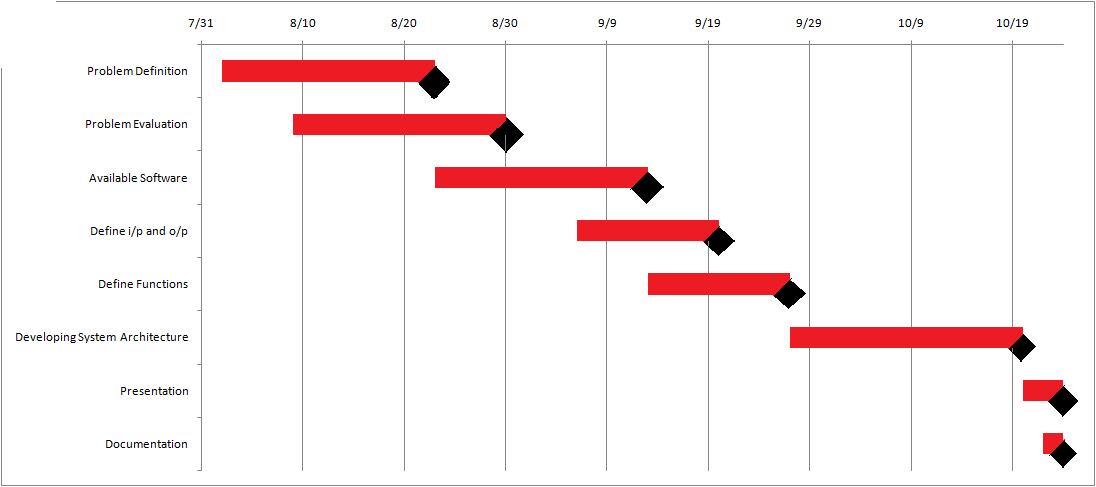 7/31 8/10 8/20 8/30 9/9 9/19 9/29 10/9 10/19
Problem Definition
Problem Evaluation
Available Software
Define i/p and o/p
Define Functions
Developing System Architecture
Presentation
Documentation